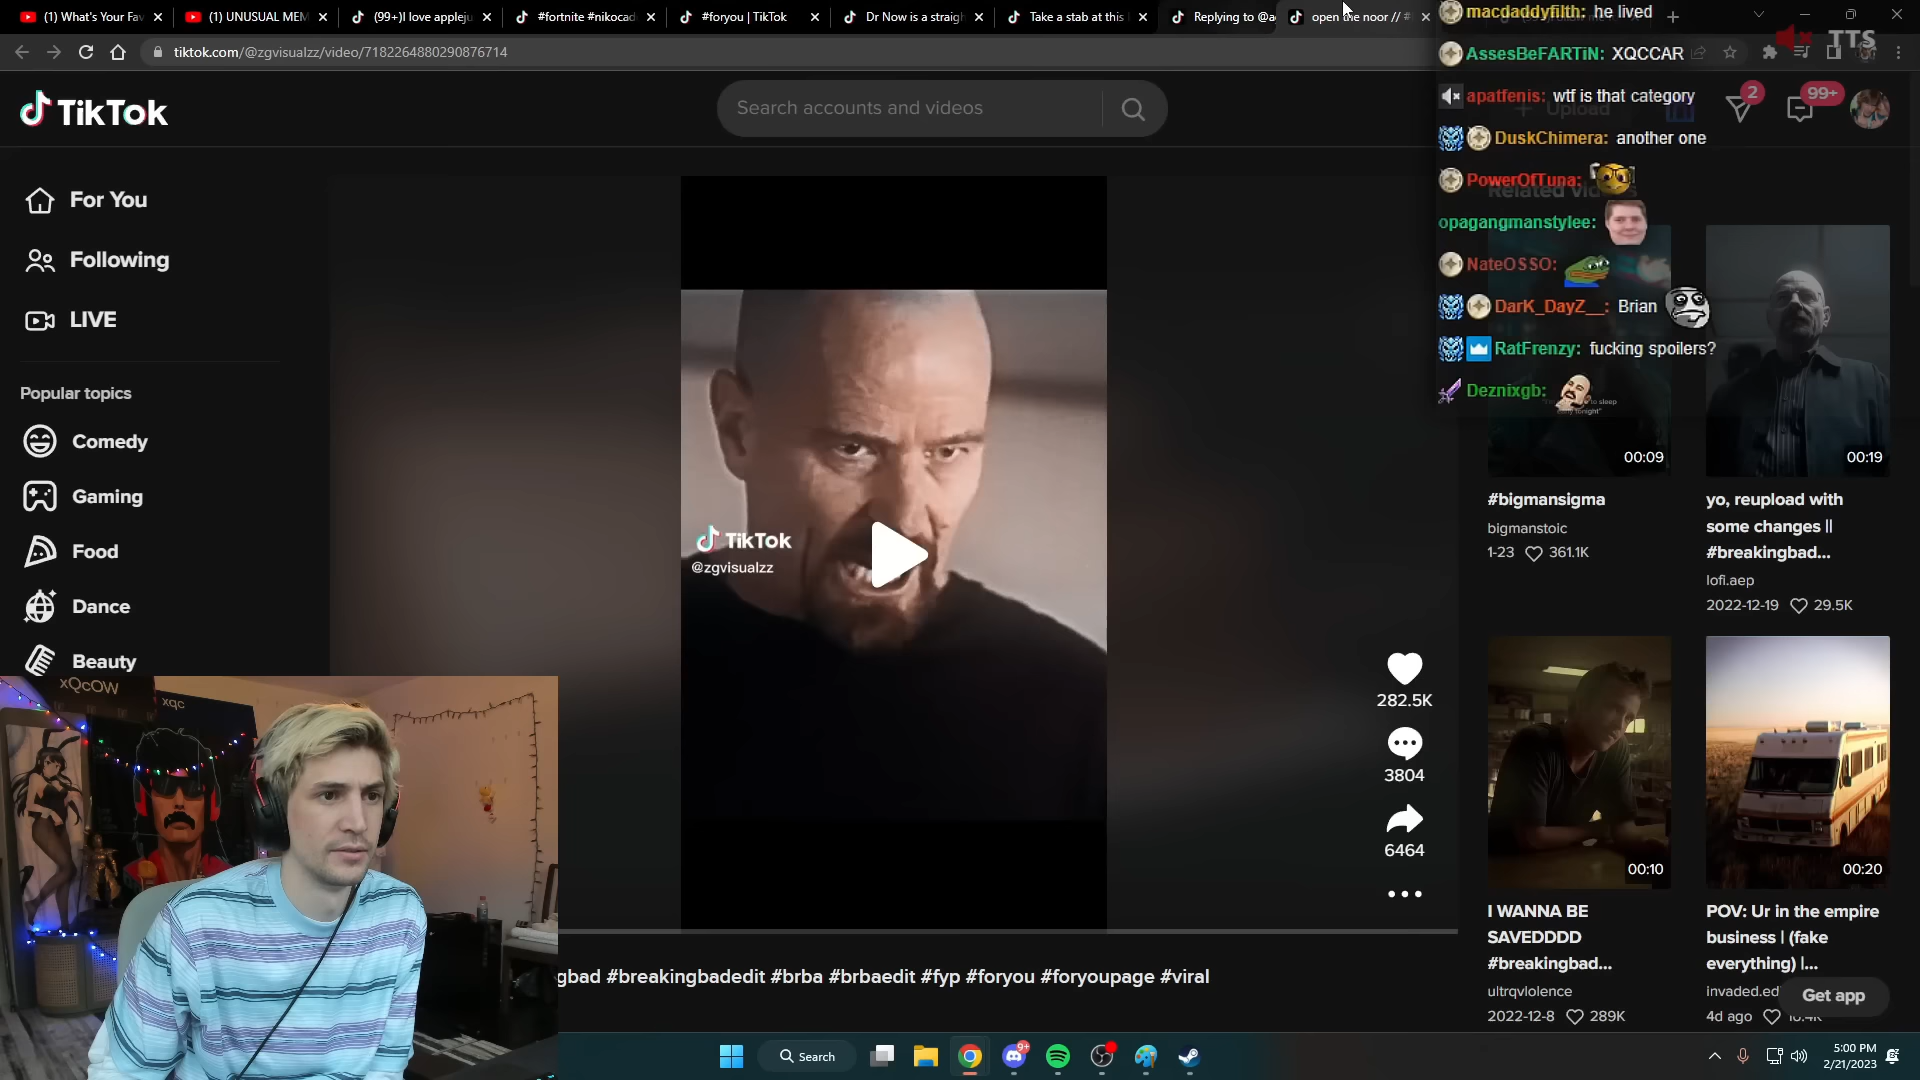 (1) What's Your Fav
(1) UNUSUAL MEM
(99+)I love appleju
#fortnite #nikocad
#foryou | TikTok
Dr Now is a straigh
Take a stab at this
Replying to @a
open the noor // #
tiktok.com/@zgvisualzz/video/7182264880290876714
TTS
macdaddyfilth: he lived
AssesBeFARTiN: XQCCAR
apatfenis: wtf is that category
DuskChimera: another one
PowerOfTuna:
opagangmanstylee:
NateOSSO:
DarK_DayZ__: Brian
RatFrenzy: fucking spoilers?
Deznixgb:
TikTok
Search accounts and videos
Upload
2
99+
For You
Following
LIVE
Popular topics
Comedy
Gaming
Food
Dance
Beauty
TikTok
@zgvisualzz
282.5K
3804
6464
gbad #breakingbadedit #brba #brbaedit #fyp #foryou #foryoupage #viral
00:09
#bigmansigma
bigmanstoic
1-23 361.1K
00:19
yo, reupload with
some changes ||
#breakingbad...
lofi.aep
2022-12-19 29.5K
00:10
I WANNA BE
SAVEDDDD
#breakingbad...
ultrqvlolence
2022-12-8 289K
00:20
POV: Ur in the empire
business | (fake
everything) |...
invaded.ed
4d ago
Get app
xQcOW
xqc
Search
9+
5:00 PM
2/21/2023